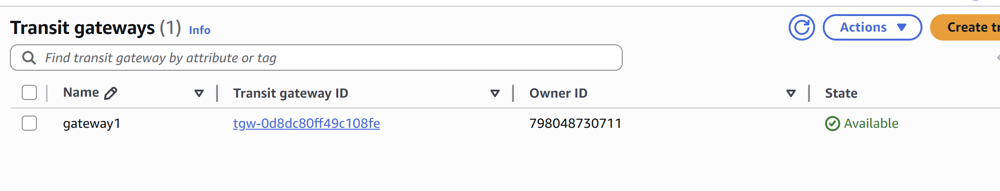 Transit gateways (1) Info
Actions
Create tr
Find transit gateway by attribute or tag
Name Transit gateway ID Owner ID State
gateway1 tgw-0d8dc80ff49c108fe 798048730711 Available